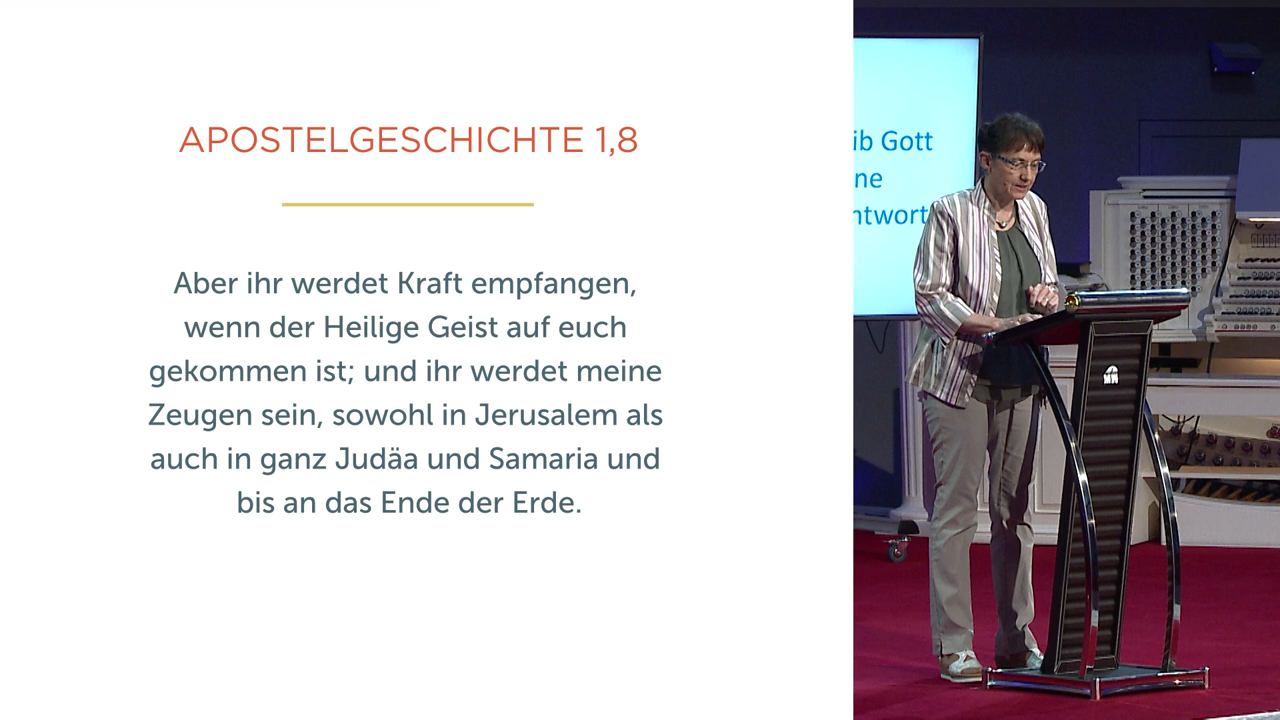 APOSTELGESCHICHTE 1,8
Aber ihr werdet Kraft empfangen,
wenn der Heilige Geist auf euch
gekommen ist; und ihr werdet meine
Zeugen sein, sowohl in Jerusalem als
auch in ganz Judäa und Samaria und
bis an das Ende der Erde.
ib Gott
ne
ntwort